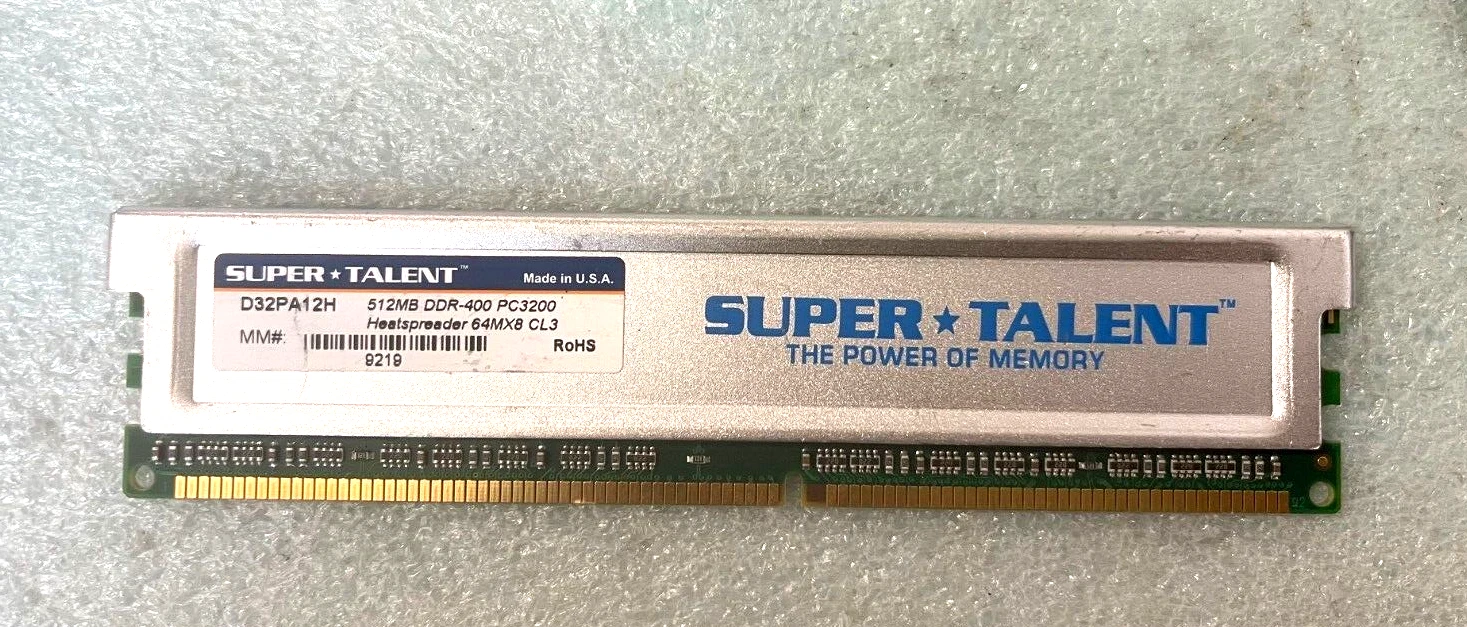 SUPER★TALENT™
Made in U.S.A.
D32PA12H 512MB DDR-400 PC3200
Heatspreader 64MX8 CL3
MM#:
RoHS
9219
SUPER★TALENT™
THE POWER OF MEMORY